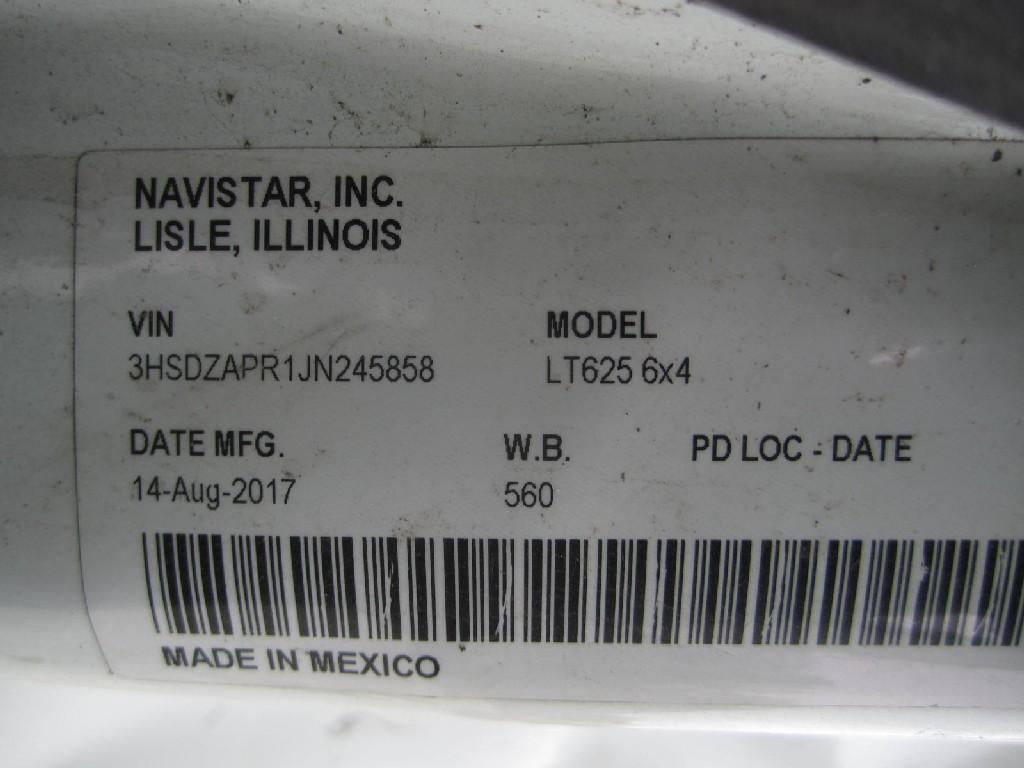 NAVISTAR, INC.
LISLE, ILLINOIS
VIN MODEL
3HSDZAPR1JN245858 LT625 6x4
DATE MFG. W.B. PD LOC - DATE
14-Aug-2017 560
MADE IN MEXICO